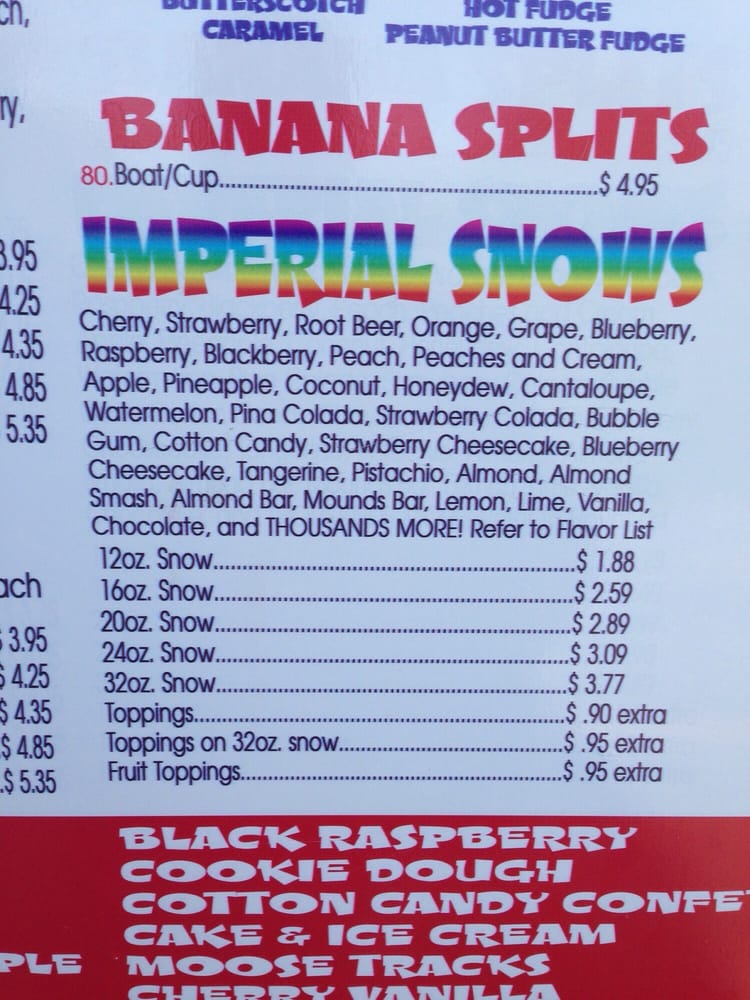 BUTTERSCOTCH HOT FUDGE
CARAMEL PEANUT BUTTER FUDGE
BANANA SPLITS
80.Boat/Cup....$ 4.95
IMPERIAL SNOWS
Cherry, Strawberry, Root Beer, Orange, Grape, Blueberry,
Raspberry, Blackberry, Peach, Peaches and Cream,
Apple, Pineapple, Coconut, Honeydew, Cantaloupe,
Watermelon, Pina Colada, Strawberry Colada, Bubble
Gum, Cotton Candy, Strawberry Cheesecake, Blueberry
Cheesecake, Tangerine, Pistachio, Almond, Almond
Smash, Almond Bar, Mounds Bar, Lemon, Lime, Vanilla,
Chocolate, and THOUSANDS MORE! Refer to Flavor List
12oz. Snow....$ 1.88
16oz. Snow....$ 2.59
20oz. Snow....$ 2.89
24oz. Snow....$ 3.09
32oz. Snow....$ 3.77
Toppings....$ .90 extra
Toppings on 32oz. snow....$ .95 extra
Fruit Toppings....$ .95 extra
3.95
4.25
4.35
4.85
5.35
$ 3.95
$ 4.25
$ 4.35
$ 4.85
$ 5.35
BLACK RASPBERRY
COOKIE DOUGH
COTTON CANDY
CAKE & ICE CREAM
MOOSE TRACKS
CHERRY VANILLA